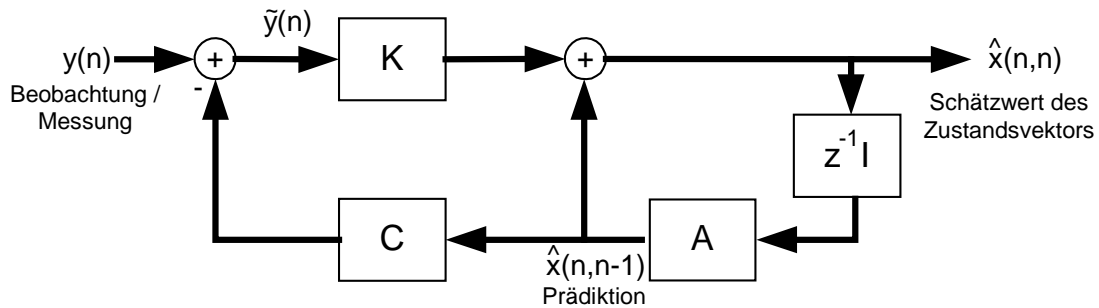 ỹ(n)
y(n)
+
K
+
x̂(n,n)
-
Beobachtung /
Messung
Schätzwert des
Zustandsvektors
z⁻¹I
C
A
x̂(n,n-1)
Prädiktion